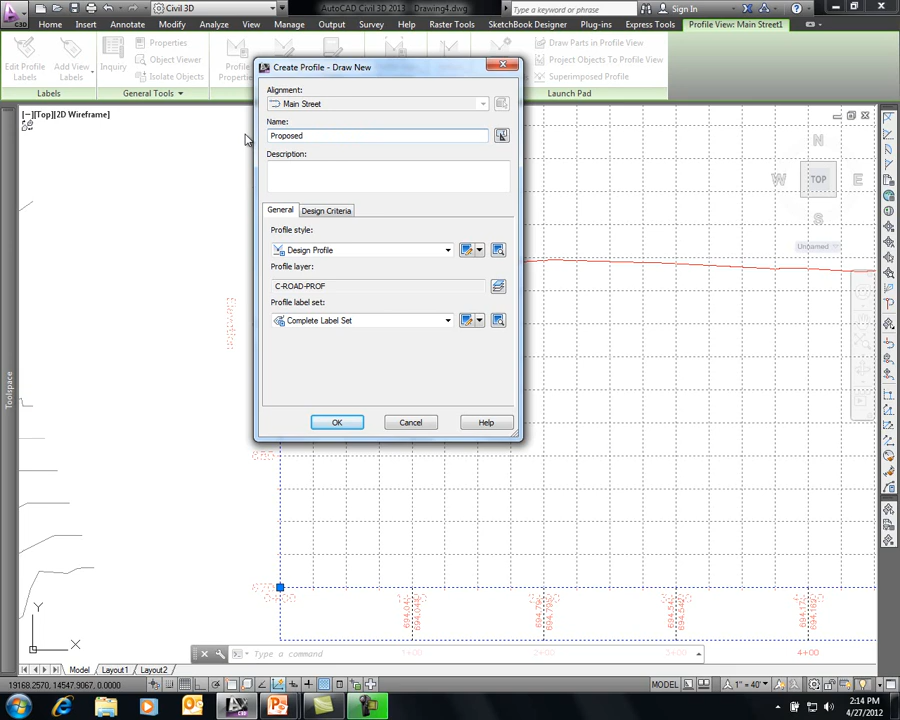 Civil 3D
AutoCAD Civil 3D 2013 Drawing4.dwg
Type a keyword or phrase
Sign In
Home Insert Annotate Modify Analyze View Manage Output Survey Help Raster Tools SketchBook Designer Plug-ins Express Tools Profile View: Main Street1
C3D
Edit Profile
Labels
Add View
Labels
Inquiry
Properties
Object Viewer
Isolate Objects
Profile
Draw Parts in Profile View
Project Objects To Profile View
Superimposed Profile
Labels
General Tools
Launch Pad
[−][Top][2D Wireframe]
Create Profile - Draw New
Alignment:
Main Street
Name:
Proposed
Description:
General Design Criteria
Profile style:
Design Profile
Profile layer:
C-ROAD-PROF
Profile label set:
Complete Label Set
OK Cancel Help
N
W TOP E
S
Unnamed
Toolspace
4+00
Y
X
Type a command
Model Layout1 Layout2
19168.2570, 14547.9067, 0.0000
MODEL
1" = 40'
2:14 PM
4/27/2012